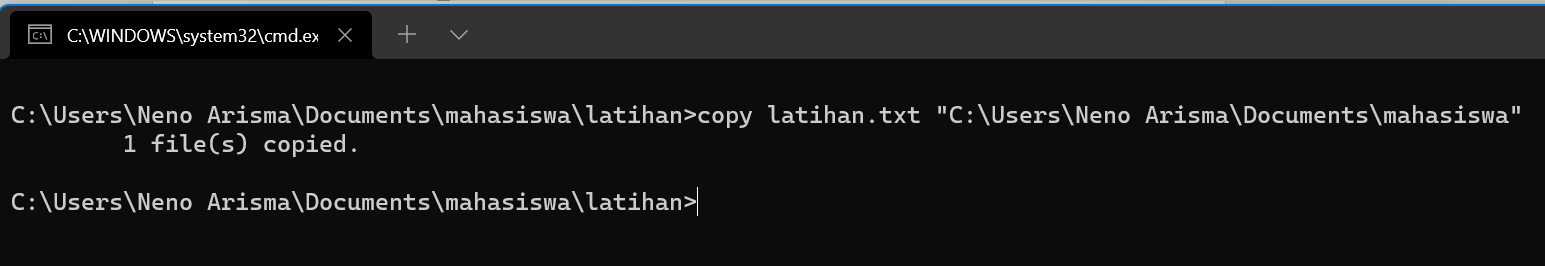 C:\WINDOWS\system32\cmd.ex
C:\Users\Neno Arisma\Documents\mahasiswa\latihan>copy latihan.txt "C:\Users\Neno Arisma\Documents\mahasiswa"
        1 file(s) copied.
C:\Users\Neno Arisma\Documents\mahasiswa\latihan>